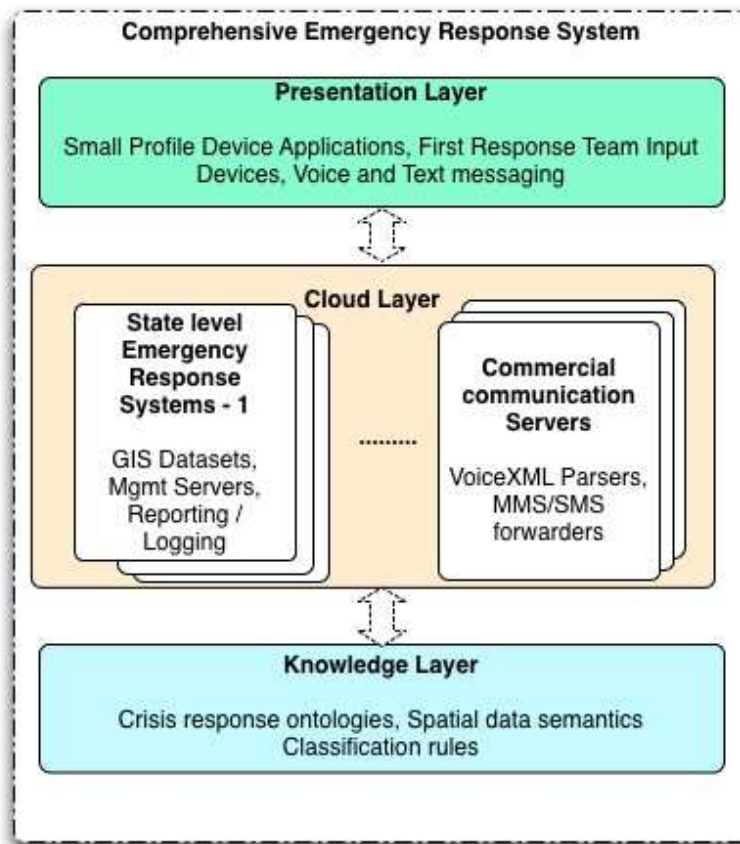 Comprehensive Emergency Response System
Presentation Layer
Small Profile Device Applications, First Response Team Input
Devices, Voice and Text messaging
Cloud Layer
State level
Emergency
Response
Systems - 1
GIS Datasets,
Mgmt Servers,
Reporting /
Logging
.........
Commercial
communication
Servers
VoiceXML Parsers,
MMS/SMS
forwarders
Knowledge Layer
Crisis response ontologies, Spatial data semantics
Classification rules